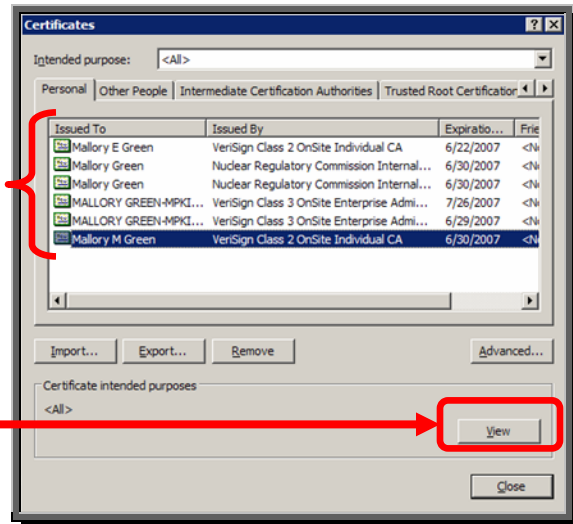 Certificates
Intended purpose: <All>
Personal Other People Intermediate Certification Authorities Trusted Root Certification
Issued To Issued By Expiratio... Frie
Mallory E Green VeriSign Class 2 OnSite Individual CA 6/22/2007 <N
Mallory Green Nuclear Regulatory Commission Internal... 6/30/2007 <N
Mallory Green Nuclear Regulatory Commission Internal... 6/30/2007 <N
MALLORY GREEN-MPKI... VeriSign Class 3 OnSite Enterprise Admi... 7/26/2007 <N
MALLORY GREEN-MPKI... VeriSign Class 3 OnSite Enterprise Admi... 6/29/2007 <N
Mallory M Green VeriSign Class 2 OnSite Individual CA 6/30/2007 <N
Import... Export... Remove Advanced...
Certificate intended purposes
<All>
View
Close